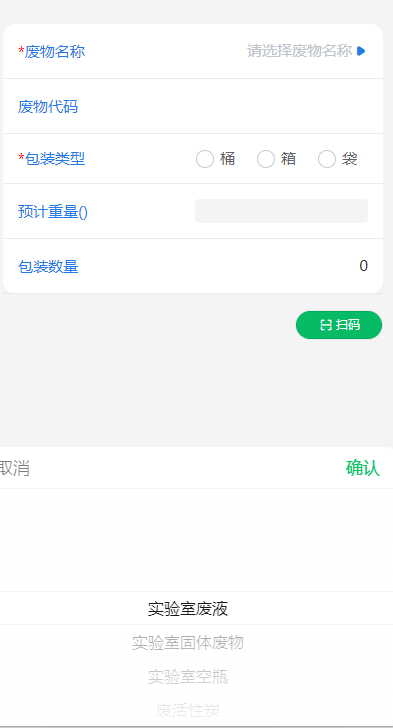 *废物名称 请选择废物名称
废物代码
*包装类型 桶 箱 袋
预计重量()
包装数量 0
扫码
取消 确认
实验室废液
实验室固体废物
实验室空瓶
废活性炭